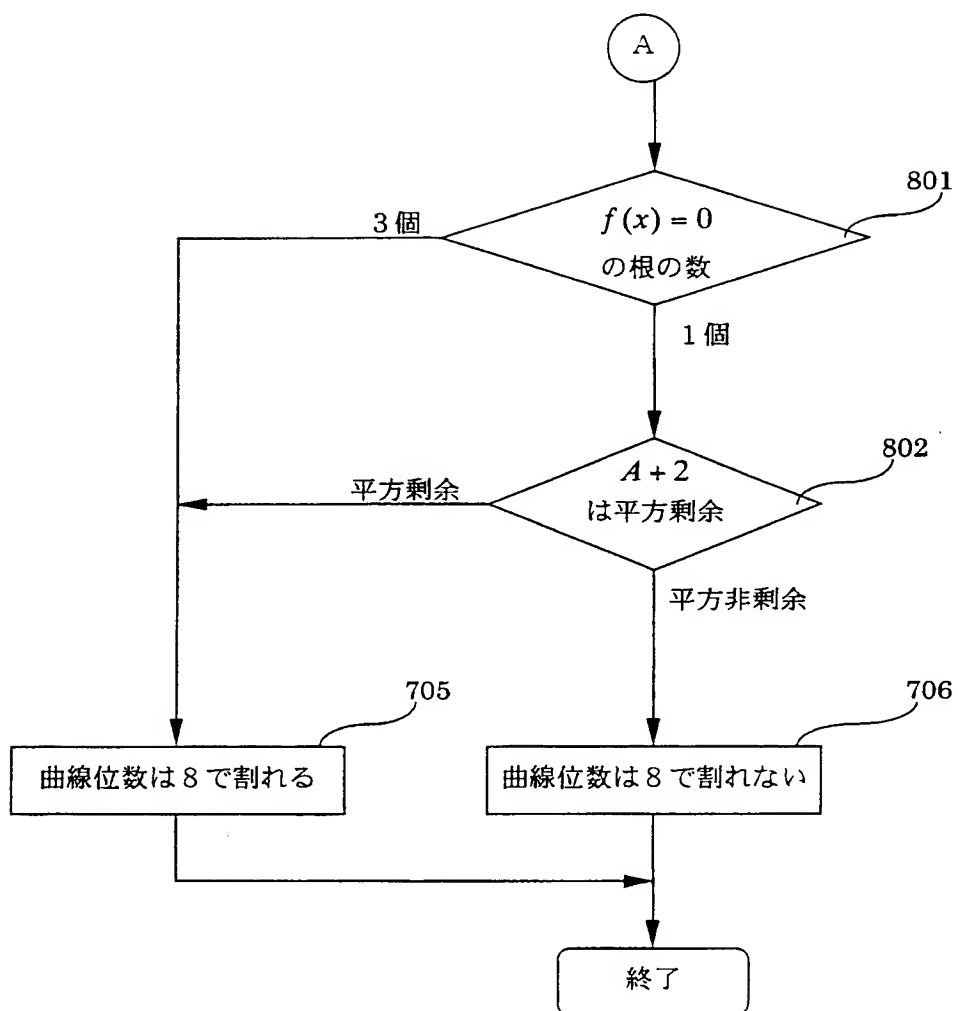 A
801
3個
f(x) = 0
の根の数
1個
802
A + 2
は平方剰余
平方剰余
平方非剰余
705
706
曲線位数は8で割れる
曲線位数は8で割れない
終了